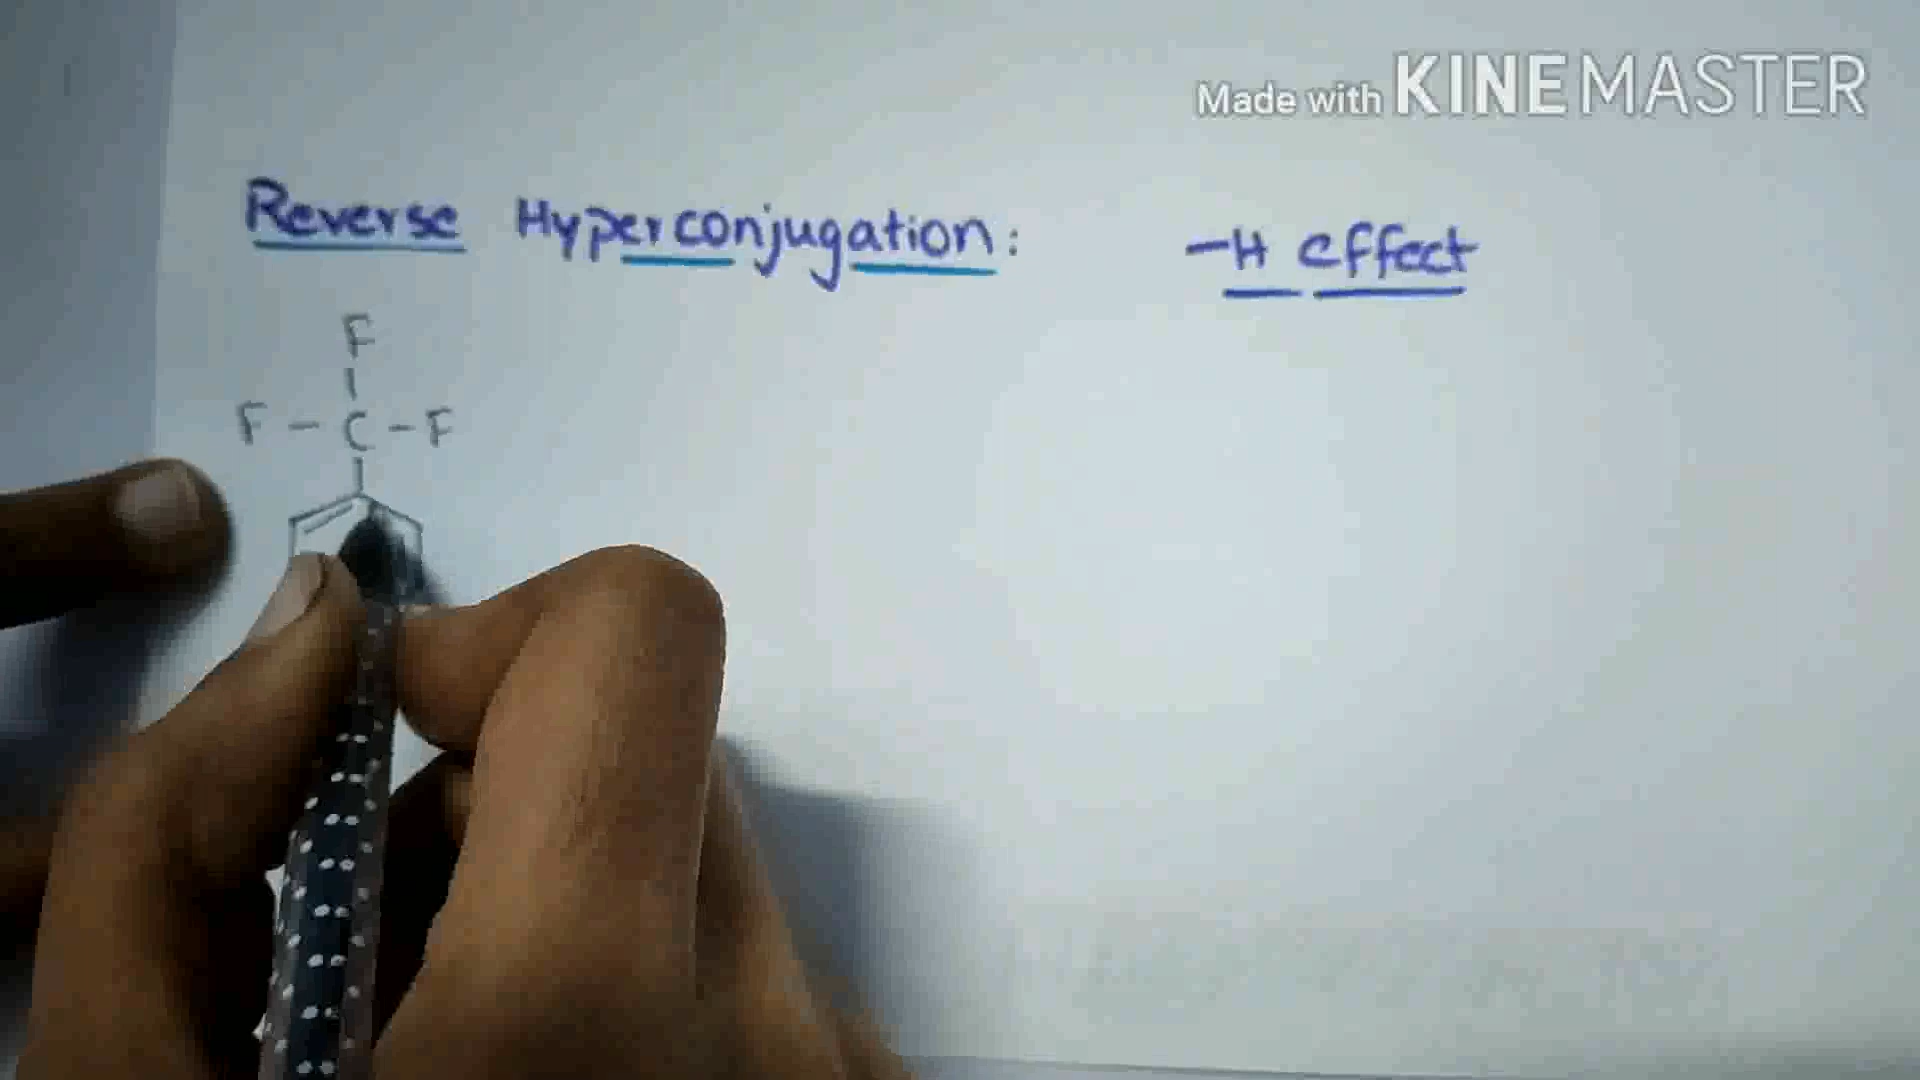 Made with KINEMASTER
Reverse Hyperconjugation: -H effect
F
F - C - F